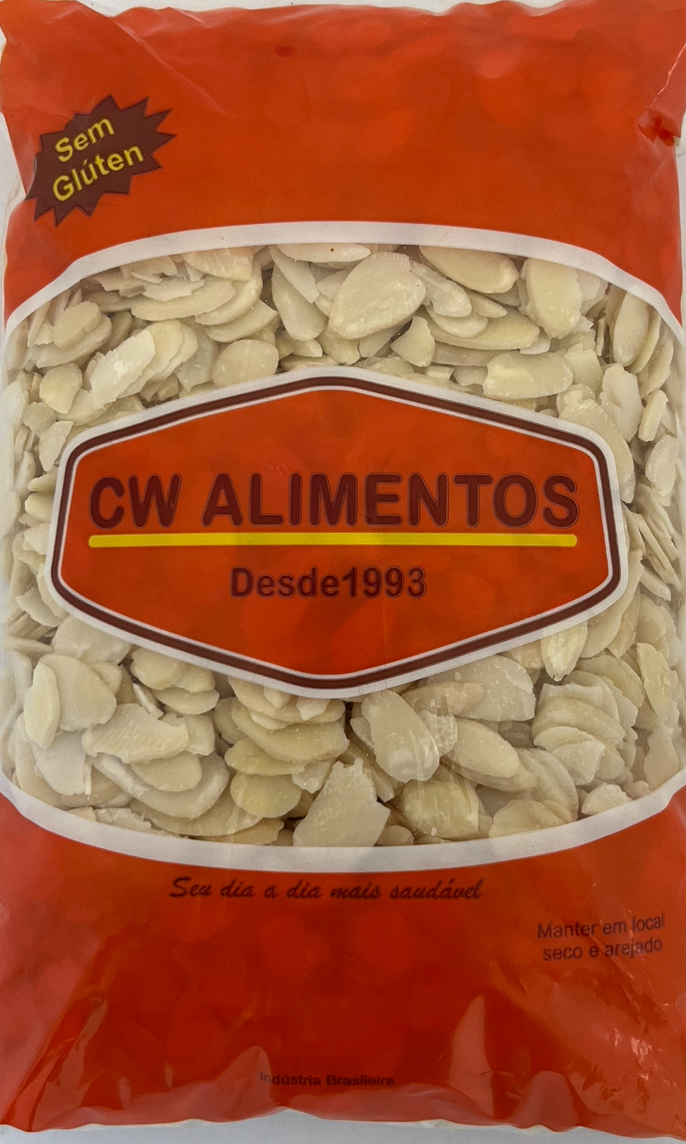 Sem
Glúten
CW ALIMENTOS
Desde1993
Seu dia a dia mais saudável
Manter em local
seco e arejado
Indústria Brasileira